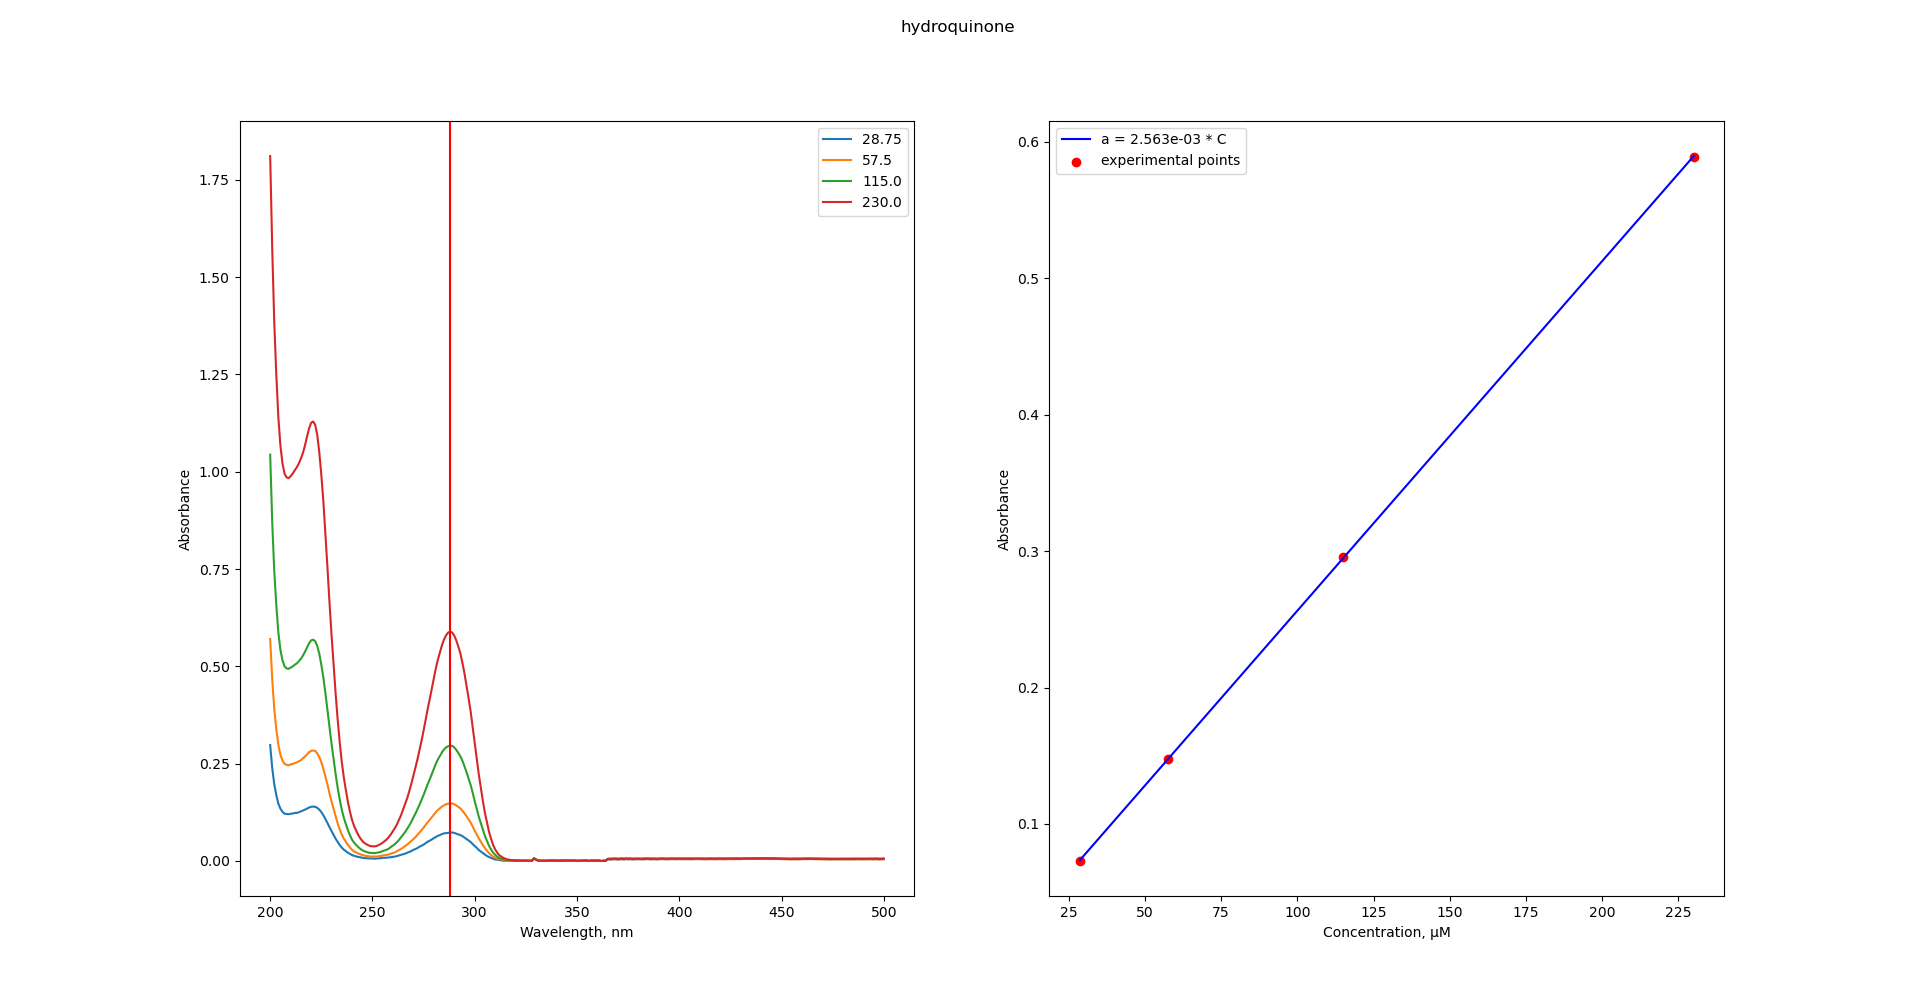 hydroquinone
28.75
57.5
115.0
230.0
1.75
1.50
1.25
1.00
0.75
0.50
0.25
0.00
Absorbance
200 250 300 350 400 450 500
Wavelength, nm
a = 2.563e-03 * C
experimental points
0.6
0.5
0.4
0.3
0.2
0.1
Absorbance
25 50 75 100 125 150 175 200 225
Concentration, μM